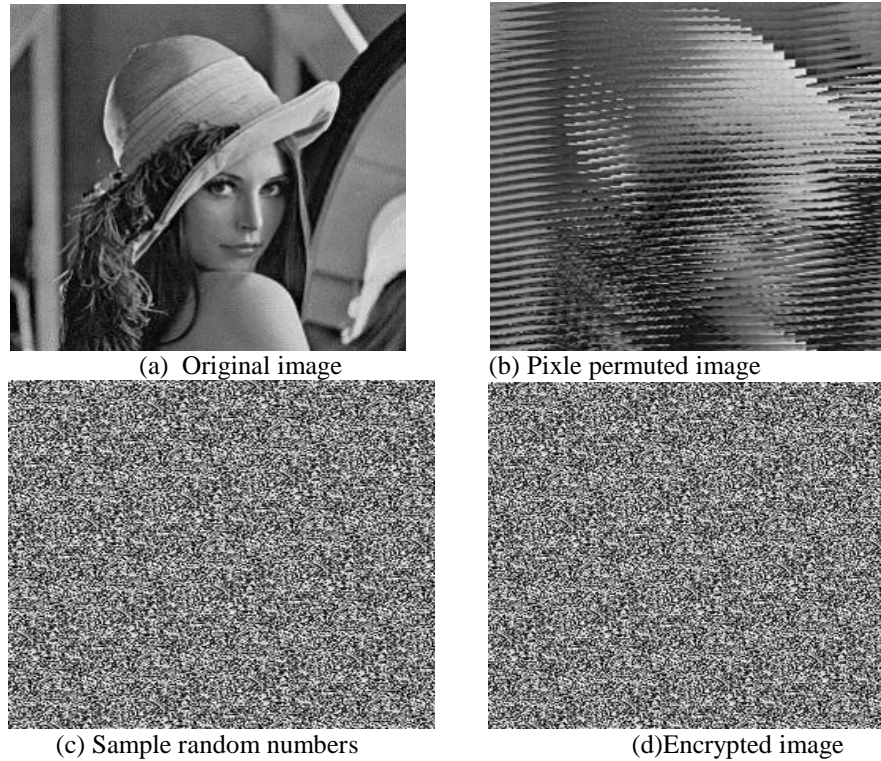 (a) Original image
(b) Pixle permuted image
(c) Sample random numbers
(d)Encrypted image